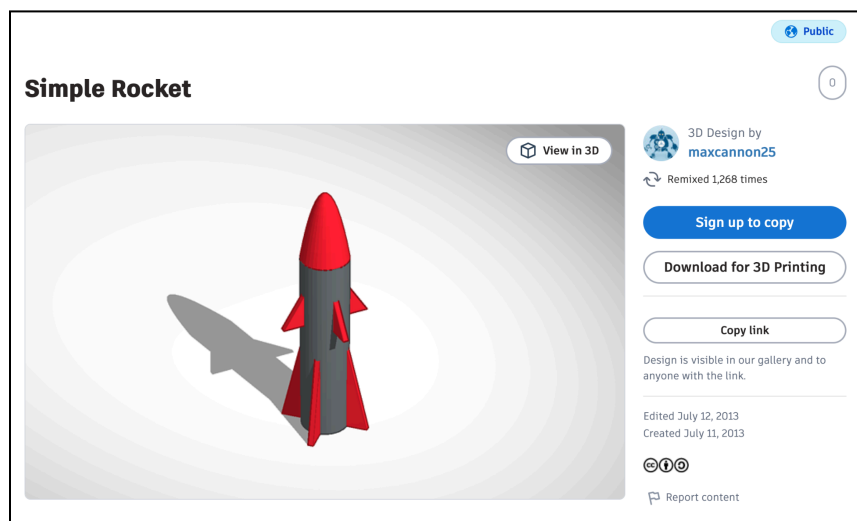 Public
Simple Rocket
0
View in 3D
3D Design by
maxcannon25
Remixed 1,268 times
Sign up to copy
Download for 3D Printing
Copy link
Design is visible in our gallery and to
anyone with the link.
Edited July 12, 2013
Created July 11, 2013
cc
Report content